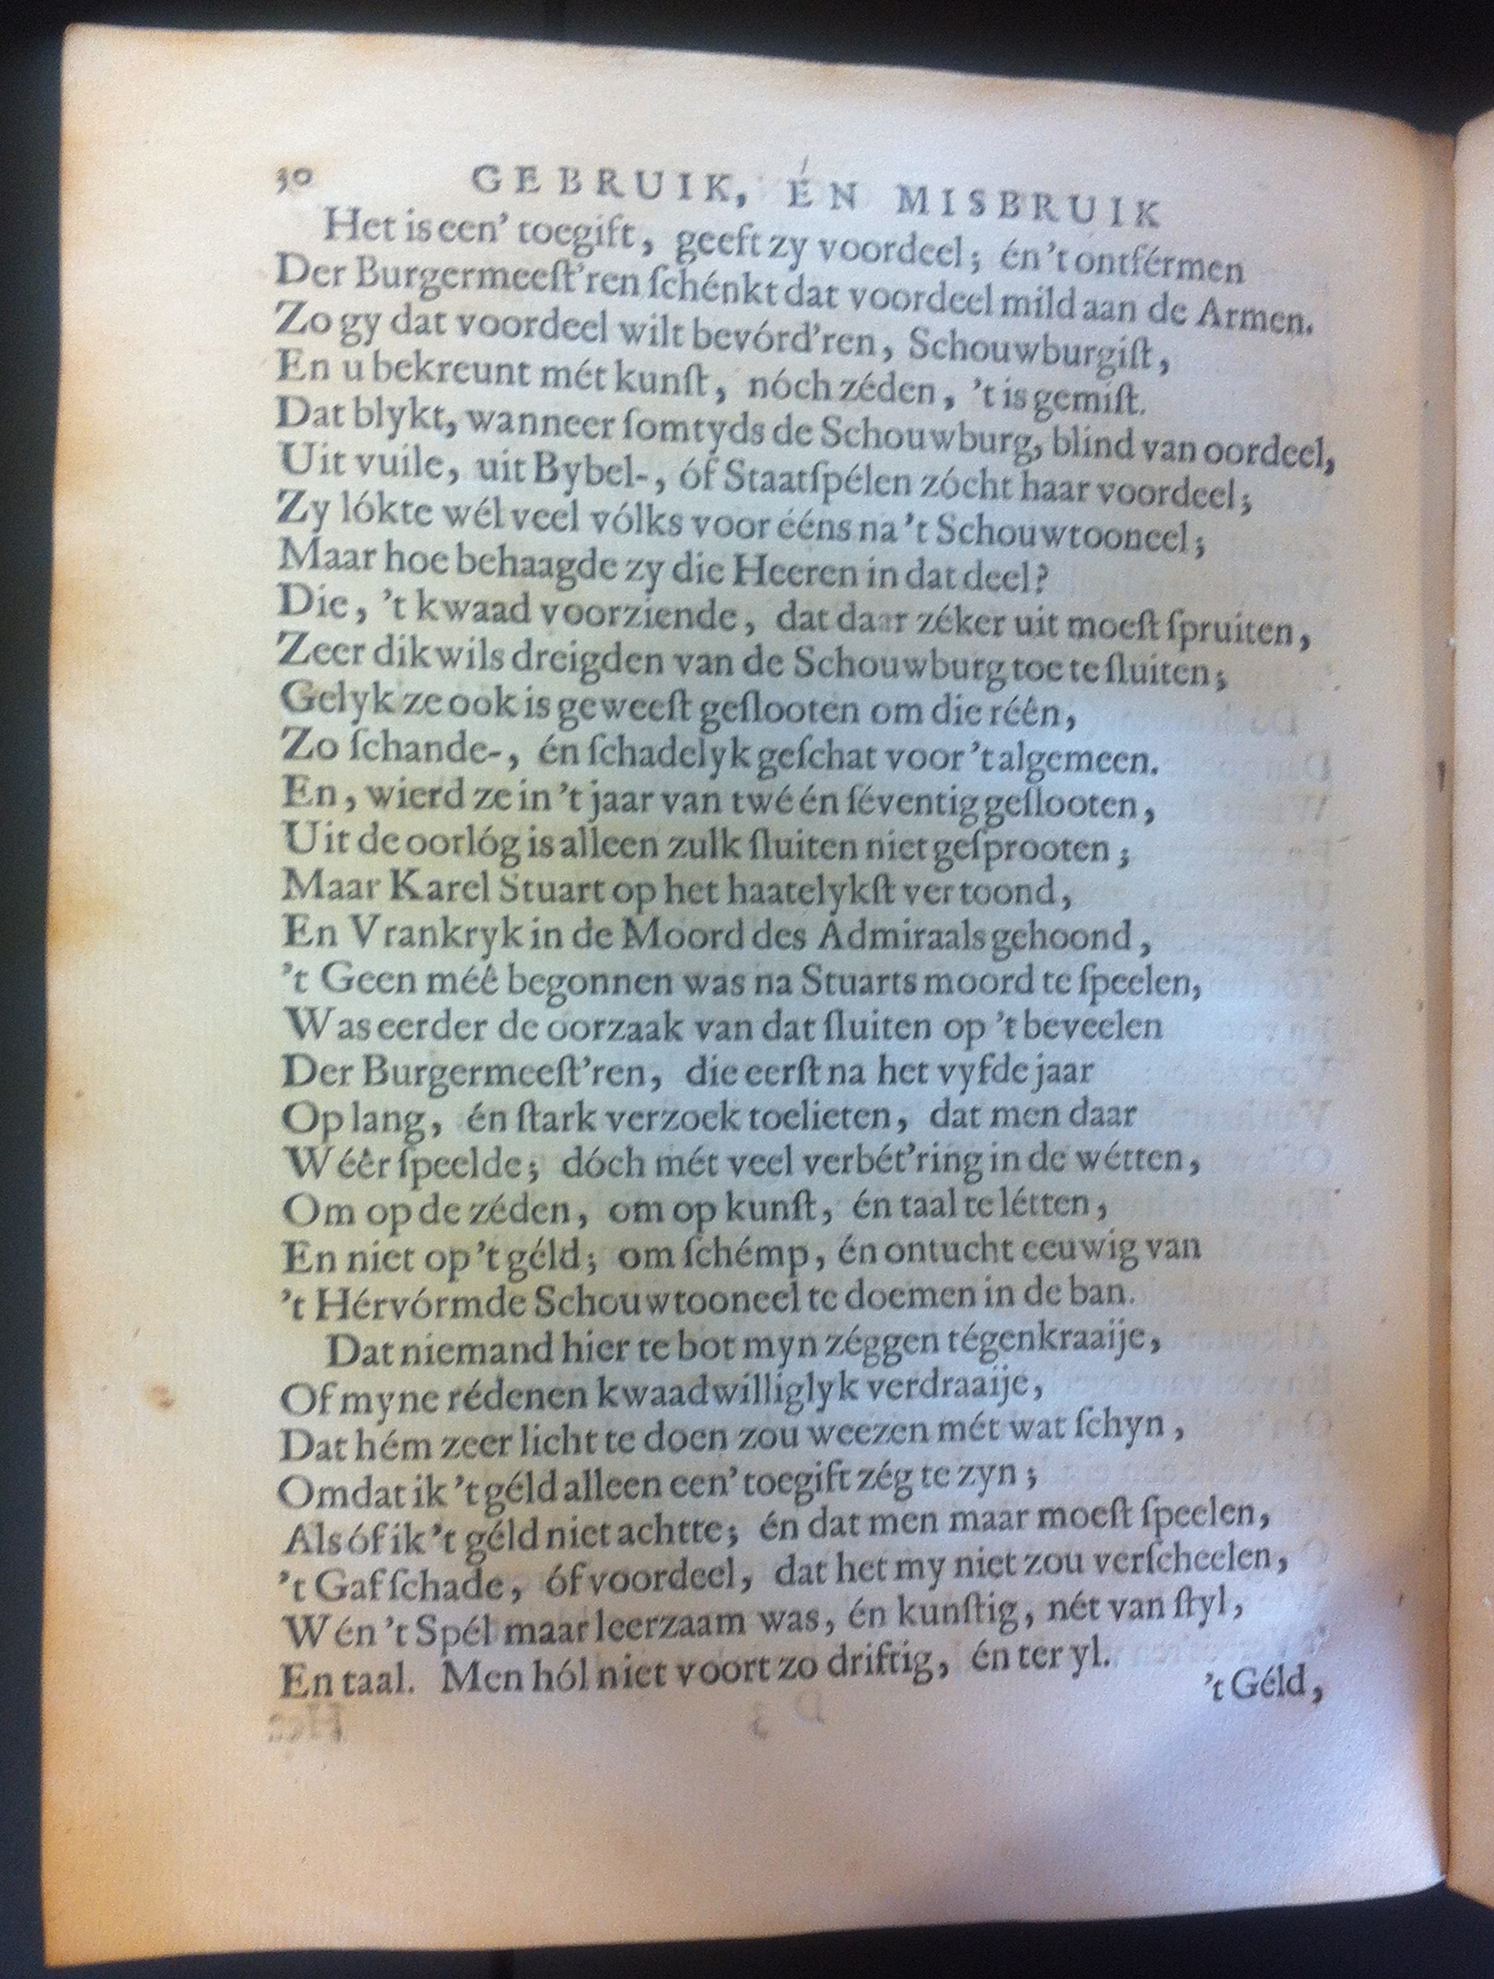 30 GEBRUIK, ÉN MISBRUIK
Het is een' toegift, geeft zy voordeel; én 't ontférmen
Der Burgermeeſt'ren ſchénkt dat voordeel mild aan de Armen.
Zo gy dat voordeel wilt bevórd'ren, Schouwburgiſt,
En u bekreunt mét kunſt, nóch zéden, 't is gemiſt.
Dat blykt, wanneer ſomtyds de Schouwburg, blind van oordeel,
Uit vuile, uit Bybel-, óf Staatſpélen zócht haar voordeel;
Zy lókte wél veel vólks voor ééns na 't Schouwtooneel;
Maar hoe behaagde zy die Heeren in dat deel?
Die, 't kwaad voorziende, dat daar zéker uit moeſt ſpruiten,
Zeer dikwils dreigden van de Schouwburg toe te ſluiten;
Gelyk ze ook is geweeſt geſlooten om die réên,
Zo ſchande-, én ſchadelyk geſchat voor 't algemeen.
En, wierd ze in 't jaar van twé én ſéventig geſlooten,
Uit de oorlóg is alleen zulk ſluiten niet geſprooten;
Maar Karel Stuart op het haatelykſt vertoond,
En Vrankryk in de Moord des Admiraals gehoond,
't Geen méê begonnen was na Stuarts moord te ſpeelen,
Was eerder de oorzaak van dat ſluiten op 't beveelen
Der Burgermeeſt'ren, die eerſt na het vyfde jaar
Op lang, én ſtark verzoek toelieten, dat men daar
Wéêr ſpeelde; dóch mét veel verbét'ring in de wétten,
Om op de zéden, om op kunſt, én taal te létten,
En niet op 't géld; om ſchémp, én ontucht eeuwig van
't Hérvórmde Schouwtooneel te doemen in de ban.
Dat niemand hier te bot myn zéggen tégenkraaije,
Of myne rédenen kwaadwilliglyk verdraaije,
Dat hém zeer licht te doen zou weezen mét wat ſchyn,
Omdat ik 't géld alleen een' toegift zég te zyn;
Als óf ik 't géld niet achtte; én dat men maar moeſt ſpeelen,
't Gaf ſchade, óf voordeel, dat het my niet zou verſcheelen,
Wén 't Spél maar leerzaam was, én kunſtig, nét van ſtyl,
En taal. Men hól niet voort zo driftig, én ter yl.
't Géld,